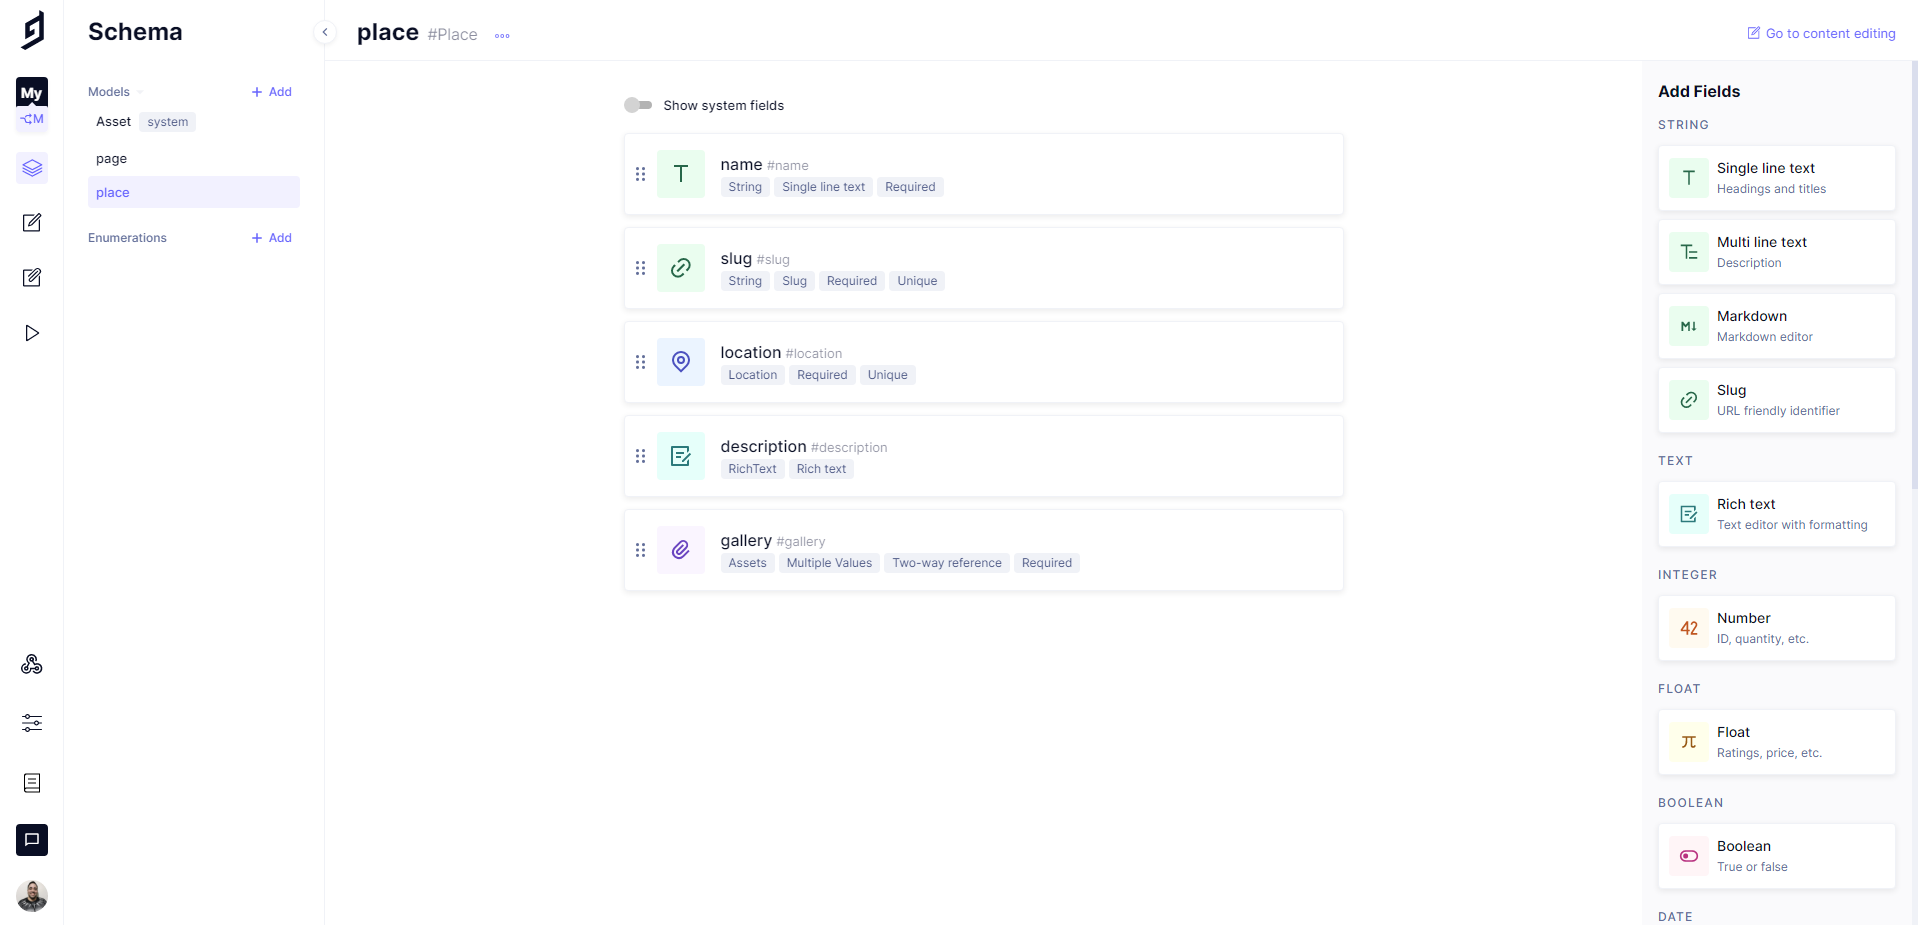 My
M
Schema
Models
Add
Asset system
page
place
Enumerations
Add
place #Place
Go to content editing
Show system fields
name #name
String Single line text Required
slug #slug
String Slug Required Unique
location #location
Location Required Unique
description #description
RichText Rich text
gallery #gallery
Assets Multiple Values Two-way reference Required
Add Fields
STRING
T
Single line text
Headings and titles
Multi line text
Description
M↓
Markdown
Markdown editor
Slug
URL friendly identifier
TEXT
Rich text
Text editor with formatting
INTEGER
42
Number
ID, quantity, etc.
FLOAT
π
Float
Ratings, price, etc.
BOOLEAN
Boolean
True or false
DATE